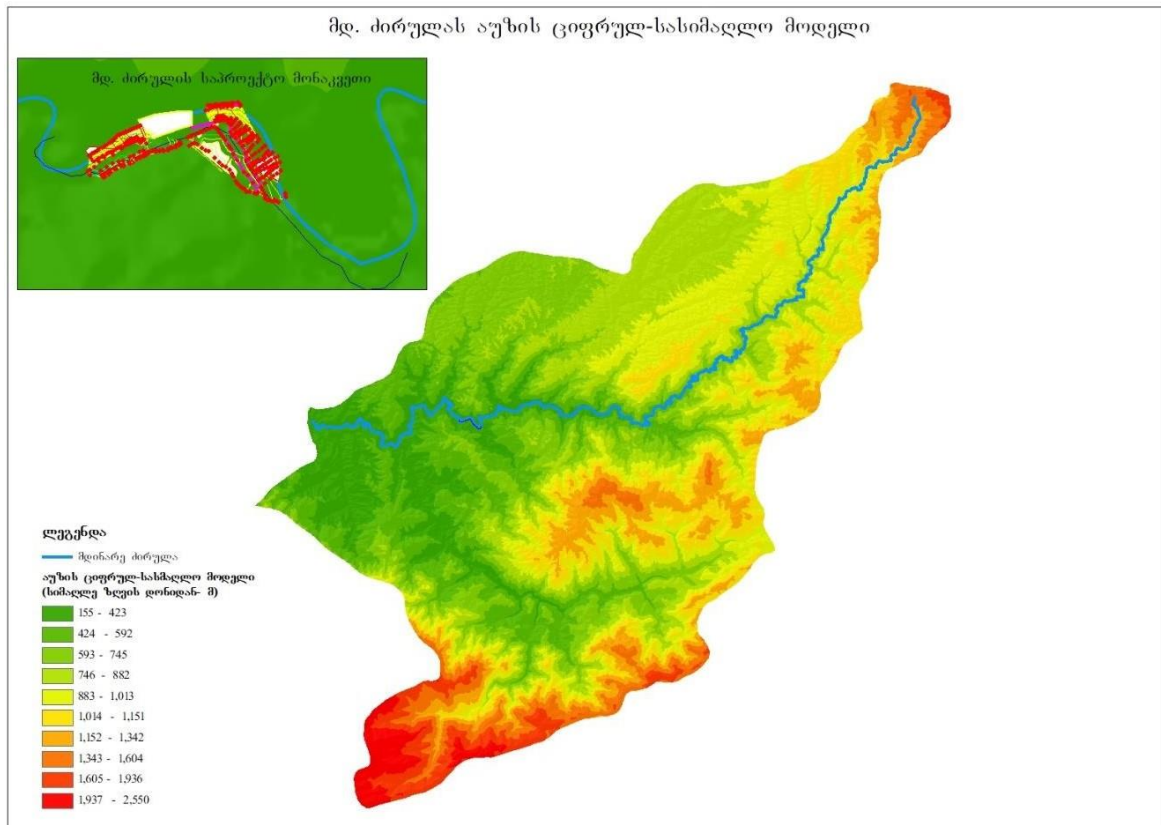 მდ. ძირულას აუზის ციფრულ-სასიმაღლო მოდელი
მდ. ძირულის საპროექტო მონაკვეთი
ლეგენდა
მდინარე ძირულა
აუზის ციფრულ-სასმაღლო მოდელი
(სიმაღლე ზღვის დონიდან- მ)
155 - 423
424 - 592
593 - 745
746 - 882
883 - 1,013
1,014 - 1,151
1,152 - 1,342
1,343 - 1,604
1,605 - 1,936
1,937 - 2,550